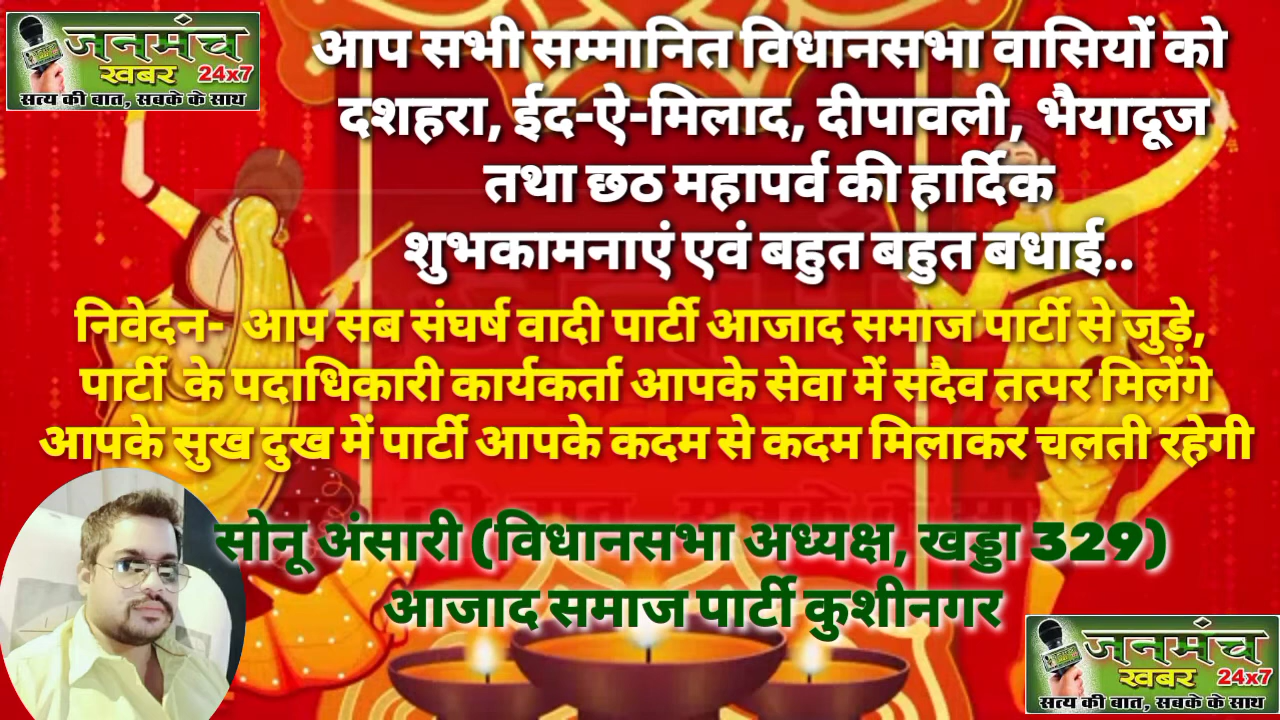 जनमंच
खबर 24x7
सत्य की बात, सबके के साथ
आप सभी सम्मानित विधानसभा वासियों को
दशहरा, ईद-ऐ-मिलाद, दीपावली, भैयादूज
तथा छठ महापर्व की हार्दिक
शुभकामनाएं एवं बहुत बहुत बधाई..
निवेदन- आप सब संघर्ष वादी पार्टी आजाद समाज पार्टी से जुड़े,
पार्टी के पदाधिकारी कार्यकर्ता आपके सेवा में सदैव तत्पर मिलेंगे
आपके सुख दुख में पार्टी आपके कदम से कदम मिलाकर चलती रहेगी
सोनू अंसारी (विधानसभा अध्यक्ष, खड्डा 329)
आजाद समाज पार्टी कुशीनगर
जनमंच
खबर 24x7
सत्य की बात, सबके के साथ